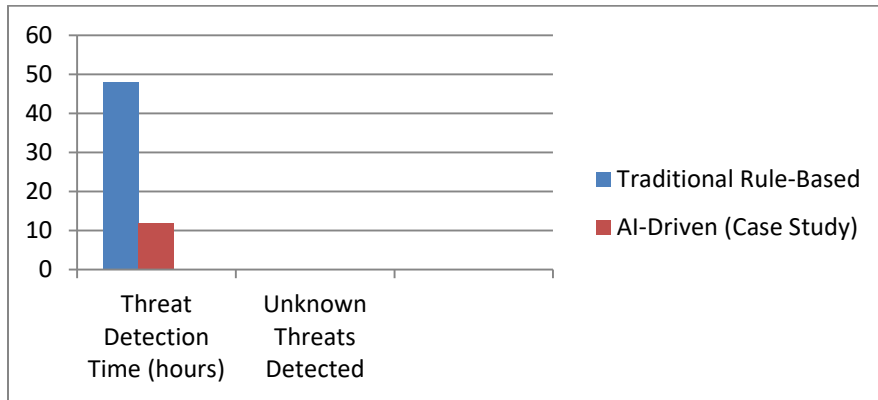 60
50
40
30
20
10
0
Threat
Detection
Time (hours)
Unknown
Threats
Detected
Traditional Rule-Based
AI-Driven (Case Study)